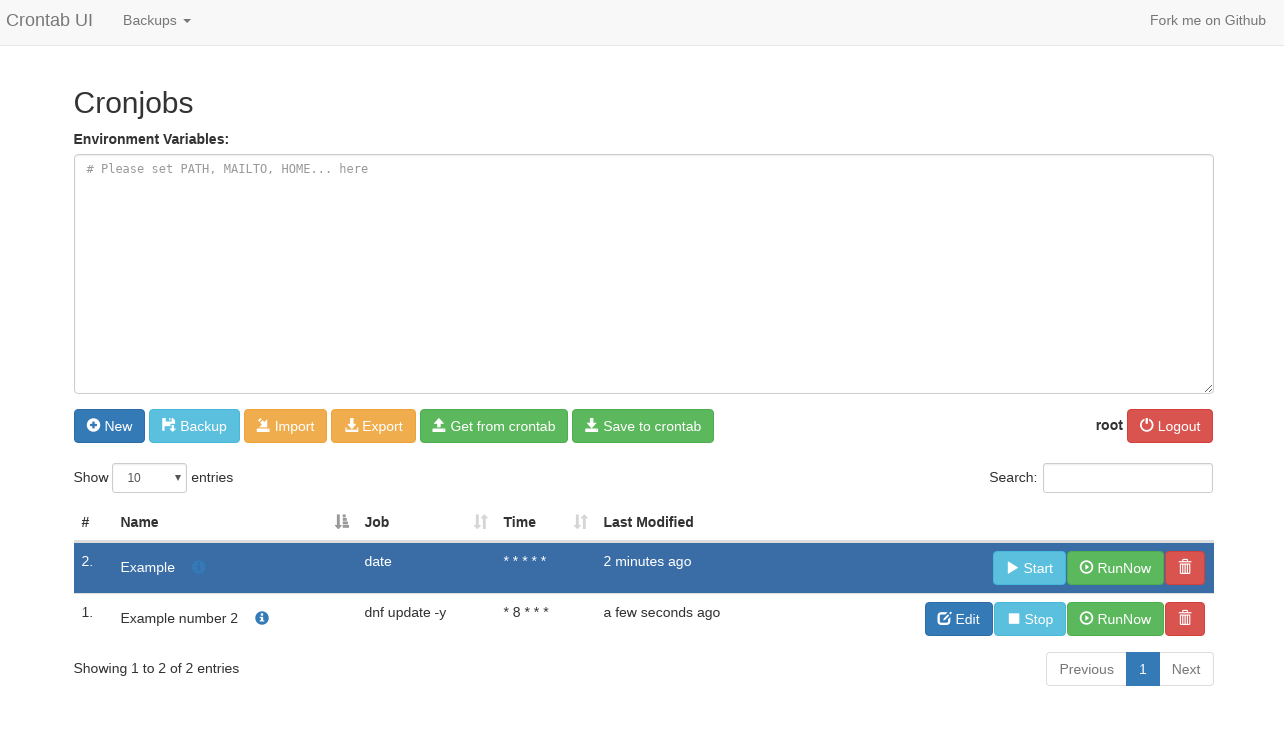 Crontab UI Backups Fork me on Github
Cronjobs
Environment Variables:
# Please set PATH, MAILTO, HOME... here
New Backup Import Export Get from crontab Save to crontab root Logout
Show 10 entries Search:
# Name Job Time Last Modified
2. Example date * * * * * 2 minutes ago Start RunNow
1. Example number 2 dnf update -y * 8 * * * a few seconds ago Edit Stop RunNow
Showing 1 to 2 of 2 entries Previous 1 Next